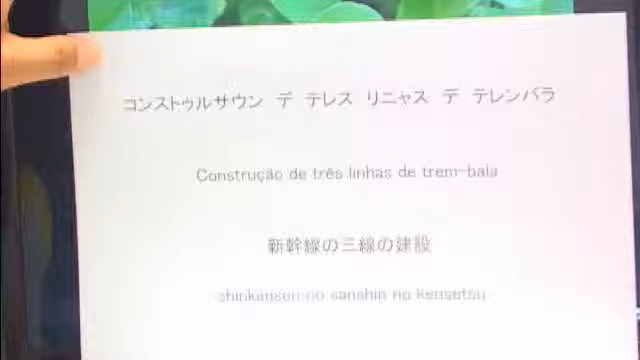 コンストゥルサウン デ テレス リニャス デ テレンバラ
Construção de três linhas de trem-bala
新幹線の三線の建設
shinkansen no sanshin no kensetsu